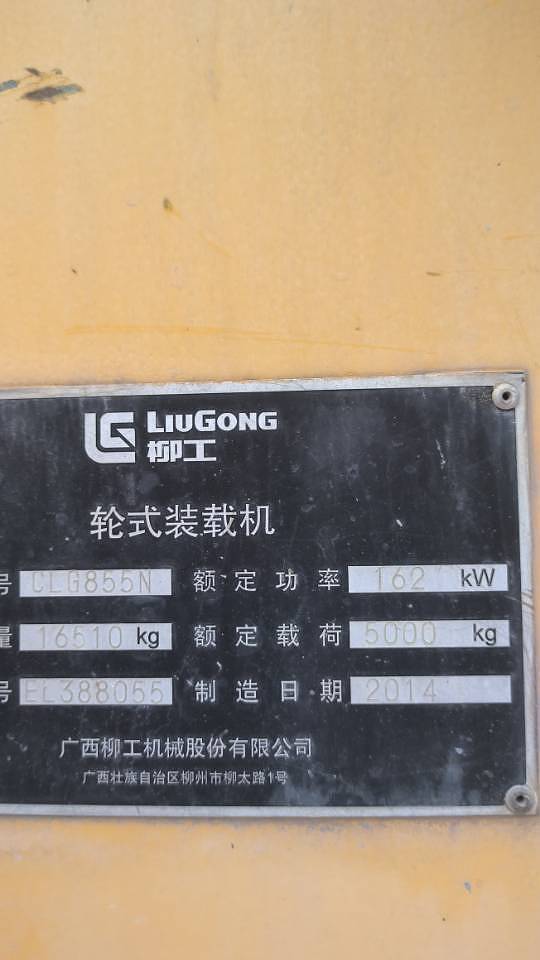 LIUGONG
柳工
轮式装载机
号 CLG855N 额定功率 162 kW
量 16510 kg 额定载荷 5000 kg
号 EL388055 制造日期 2014
广西柳工机械股份有限公司
广西壮族自治区柳州市柳太路1号